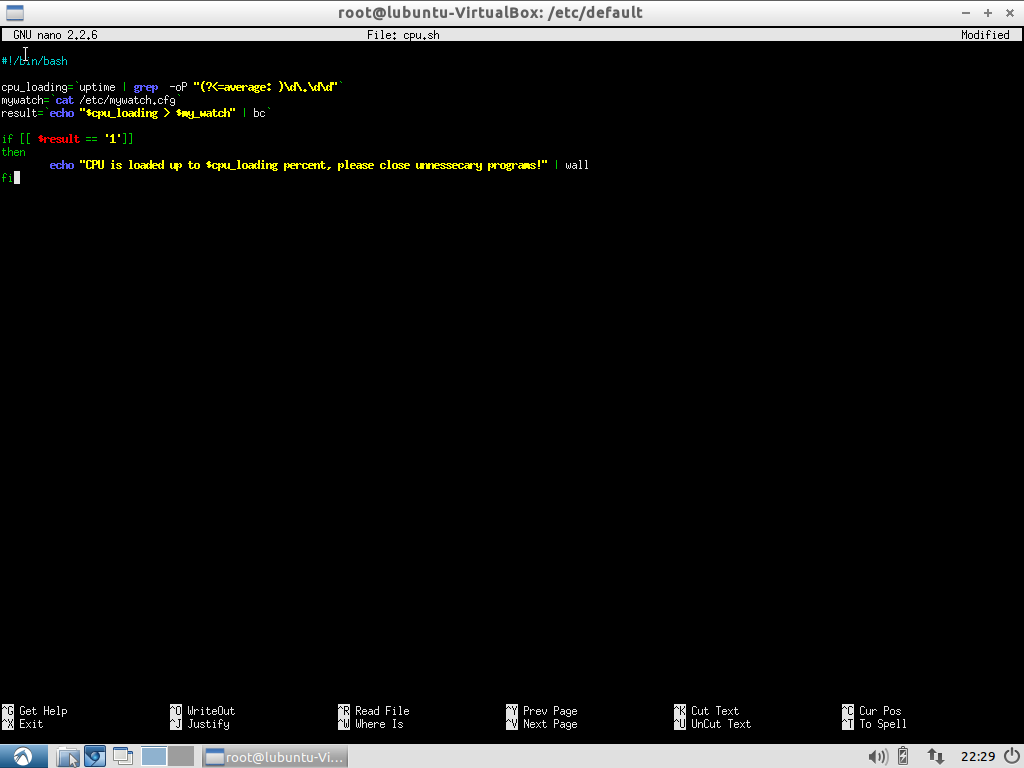 root@lubuntu-VirtualBox: /etc/default
GNU nano 2.2.6 File: cpu.sh Modified
#!/bin/bash
cpu_loading=`uptime | grep -oP "(?<=average: )\d\.\d\d"`
mywatch=`cat /etc/mywatch.cfg`
result=`echo "$cpu_loading > $my_watch" | bc`
if [[ $result == '1']]
then
echo "CPU is loaded up to $cpu_loading percent, please close unnessecary programs!" | wall
fi
^G Get Help ^O WriteOut ^R Read File ^Y Prev Page ^K Cut Text ^C Cur Pos
^X Exit ^J Justify ^W Where Is ^V Next Page ^U UnCut Text ^T To Spell
root@lubuntu-Vi... 22:29